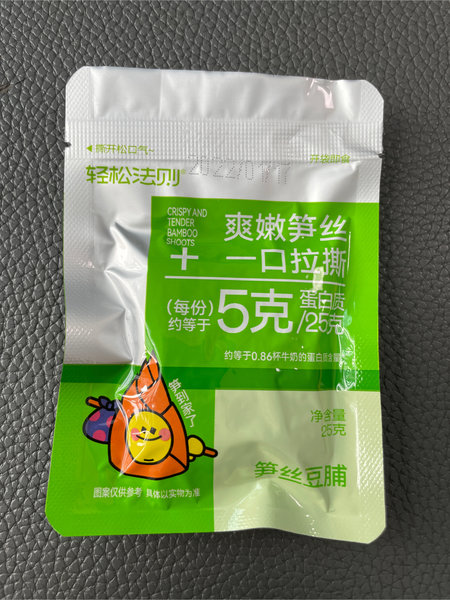 ◀撕开松口气~
开袋即食
轻松法则®
2022/01/17
CRISPY AND
TENDER
BAMBOO
SHOOTS
爽嫩笋丝
+
一口拉撕
(每份)
约等于
5克
蛋白质
/25克
约等于0.86杯牛奶的蛋白质含量
笋到家了
净含量
25克
笋丝豆脯
图案仅供参考 具体以实物为准